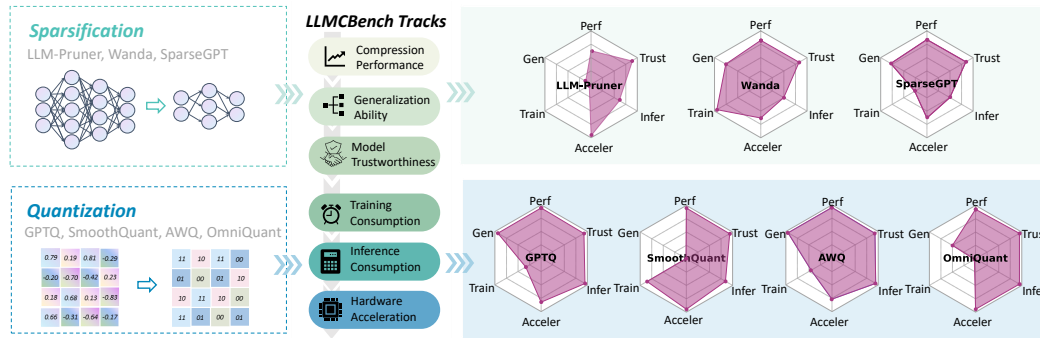 Sparsification
LLM-Pruner, Wanda, SparseGPT
Quantization
GPTQ, SmoothQuant, AWQ, OmniQuant
0.79 0.19 0.81 -0.29
-0.20 -0.70 -0.42 0.23
0.18 0.68 0.13 -0.83
0.66 -0.31 -0.64 -0.17
11 10 11 00
01 00 01 10
10 11 10 00
11 01 00 01
LLMCBench Tracks
Compression
Performance
Generalization
Ability
Model
Trustworthiness
Training
Consumption
Inference
Consumption
Hardware
Acceleration
Perf
Gen
Trust
LLM-Pruner
Train
Infer
Acceler
Perf
Gen
Trust
Wanda
Train
Infer
Acceler
Perf
Gen
Trust
SparseGPT
Train
Infer
Acceler
Perf
Gen
Trust
GPTQ
Train
Infer
Acceler
Perf
Gen
Trust
SmoothQuant
Train
Infer
Acceler
Perf
Gen
Trust
AWQ
Train
Infer
Acceler
Perf
Gen
Trust
OmniQuant
Train
Infer
Acceler